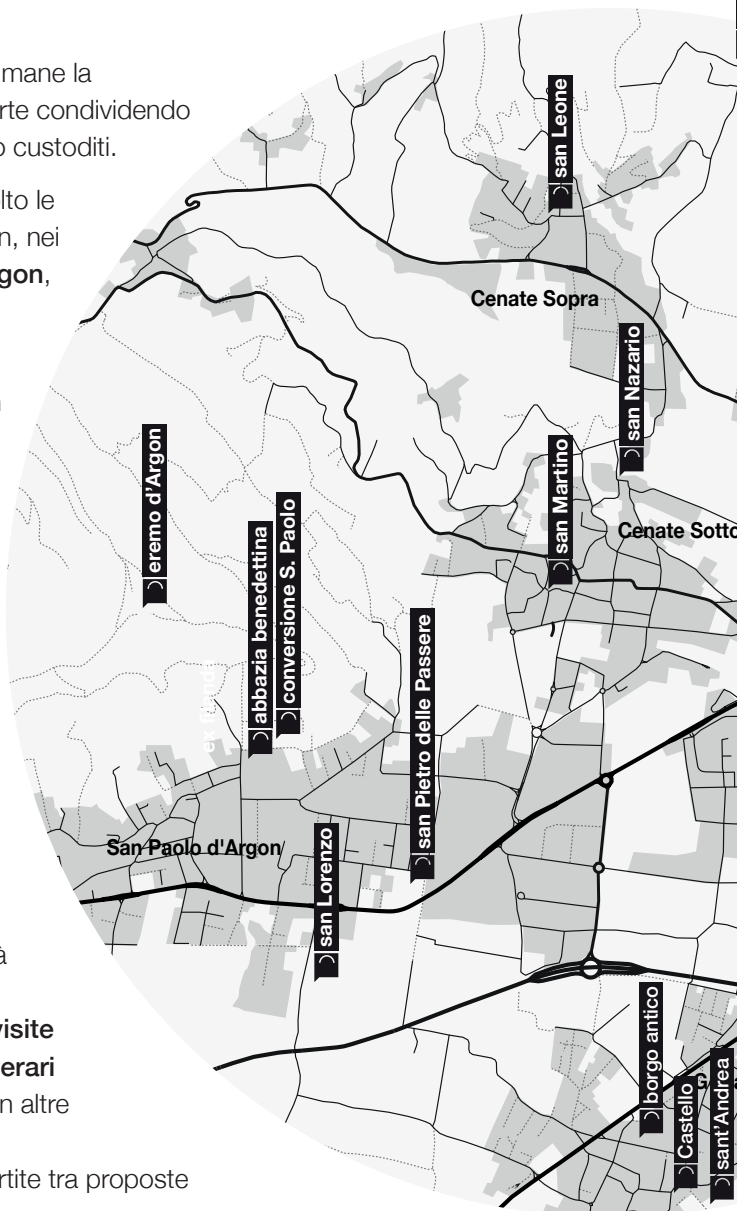 mane la
rte condividendo
o custoditi.
lto le
n, nei
gon,
à
visite
erari
n altre
rtite tra proposte
san Leone
Cenate Sopra
san Nazario
san Martino
Cenate Sotto
eremo d'Argon
abbazia benedettina
conversione S. Paolo
san Pietro delle Passere
San Paolo d'Argon
san Lorenzo
borgo antico
Castello
sant'Andrea